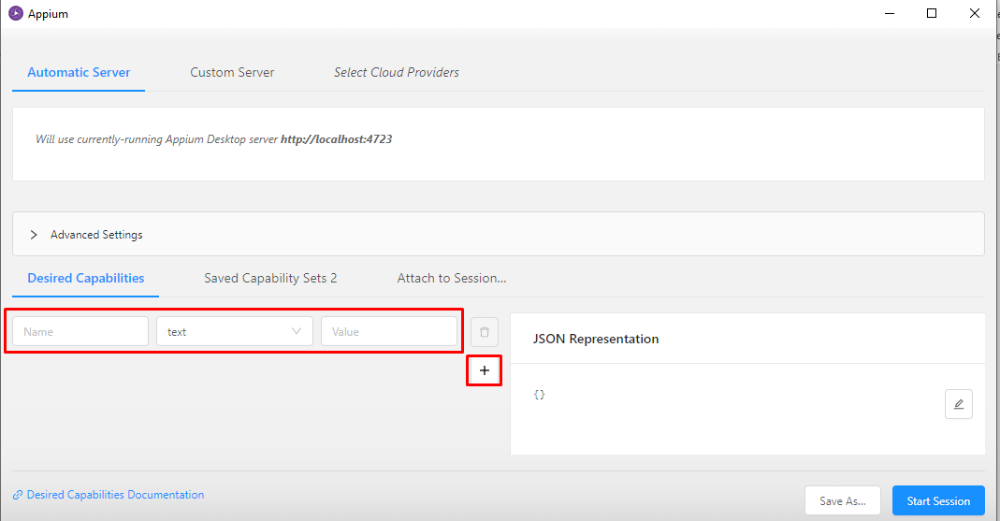 Appium
Automatic Server
Custom Server
Select Cloud Providers
Will use currently-running Appium Desktop server http://localhost:4723
Advanced Settings
Desired Capabilities
Saved Capability Sets 2
Attach to Session...
Name
text
Value
JSON Representation
{}
Desired Capabilities Documentation
Save As...
Start Session